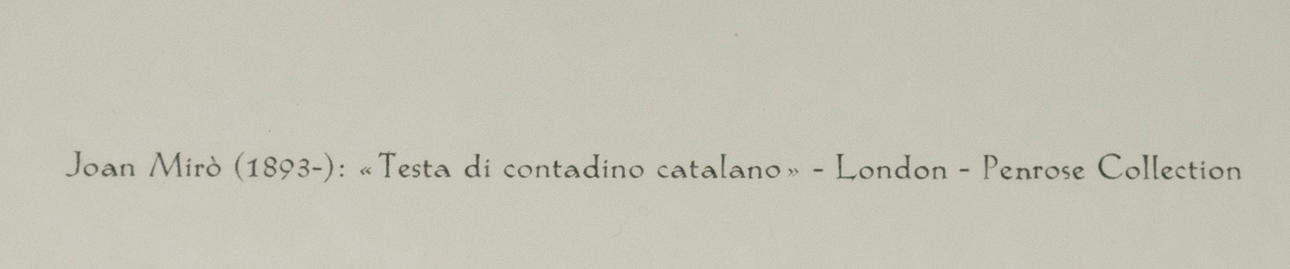 Joan Mirò (1893-): «Testa di contadino catalano» - London - Penrose Collection